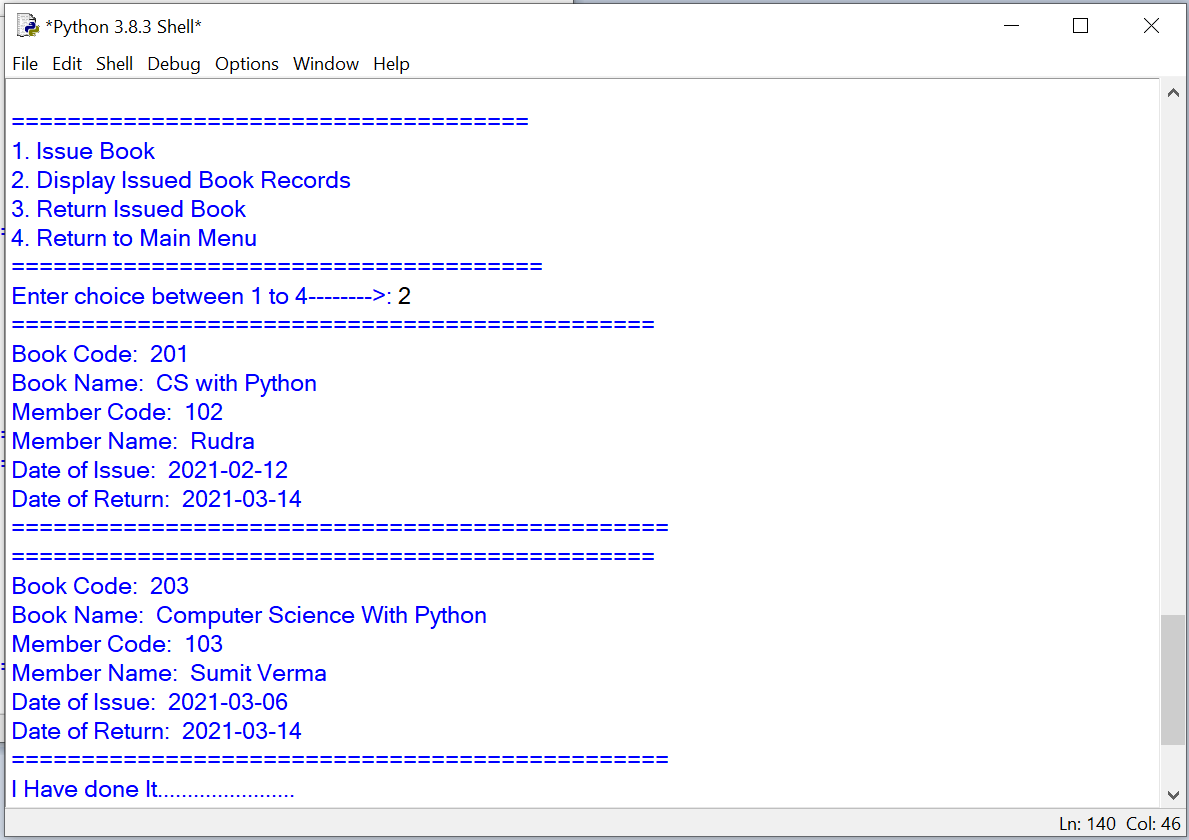 *Python 3.8.3 Shell*
File Edit Shell Debug Options Window Help
=====================================
1. Issue Book
2. Display Issued Book Records
3. Return Issued Book
4. Return to Main Menu
======================================
Enter choice between 1 to 4-------->: 2
==============================================
Book Code:  201
Book Name:  CS with Python
Member Code:  102
Member Name:  Rudra
Date of Issue:  2021-02-12
Date of Return:  2021-03-14
===============================================
==============================================
Book Code:  203
Book Name:  Computer Science With Python
Member Code:  103
Member Name:  Sumit Verma
Date of Issue:  2021-03-06
Date of Return:  2021-03-14
===============================================
I Have done It.......................
Ln: 140 Col: 46